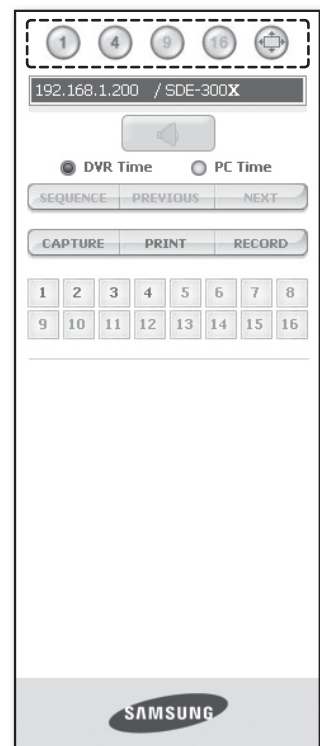 1 4 9 16
192.168.1.200 / SDE-300X
DVR Time PC Time
SEQUENCE PREVIOUS NEXT
CAPTURE PRINT RECORD
1 2 3 4 5 6 7 8
9 10 11 12 13 14 15 16
SAMSUNG